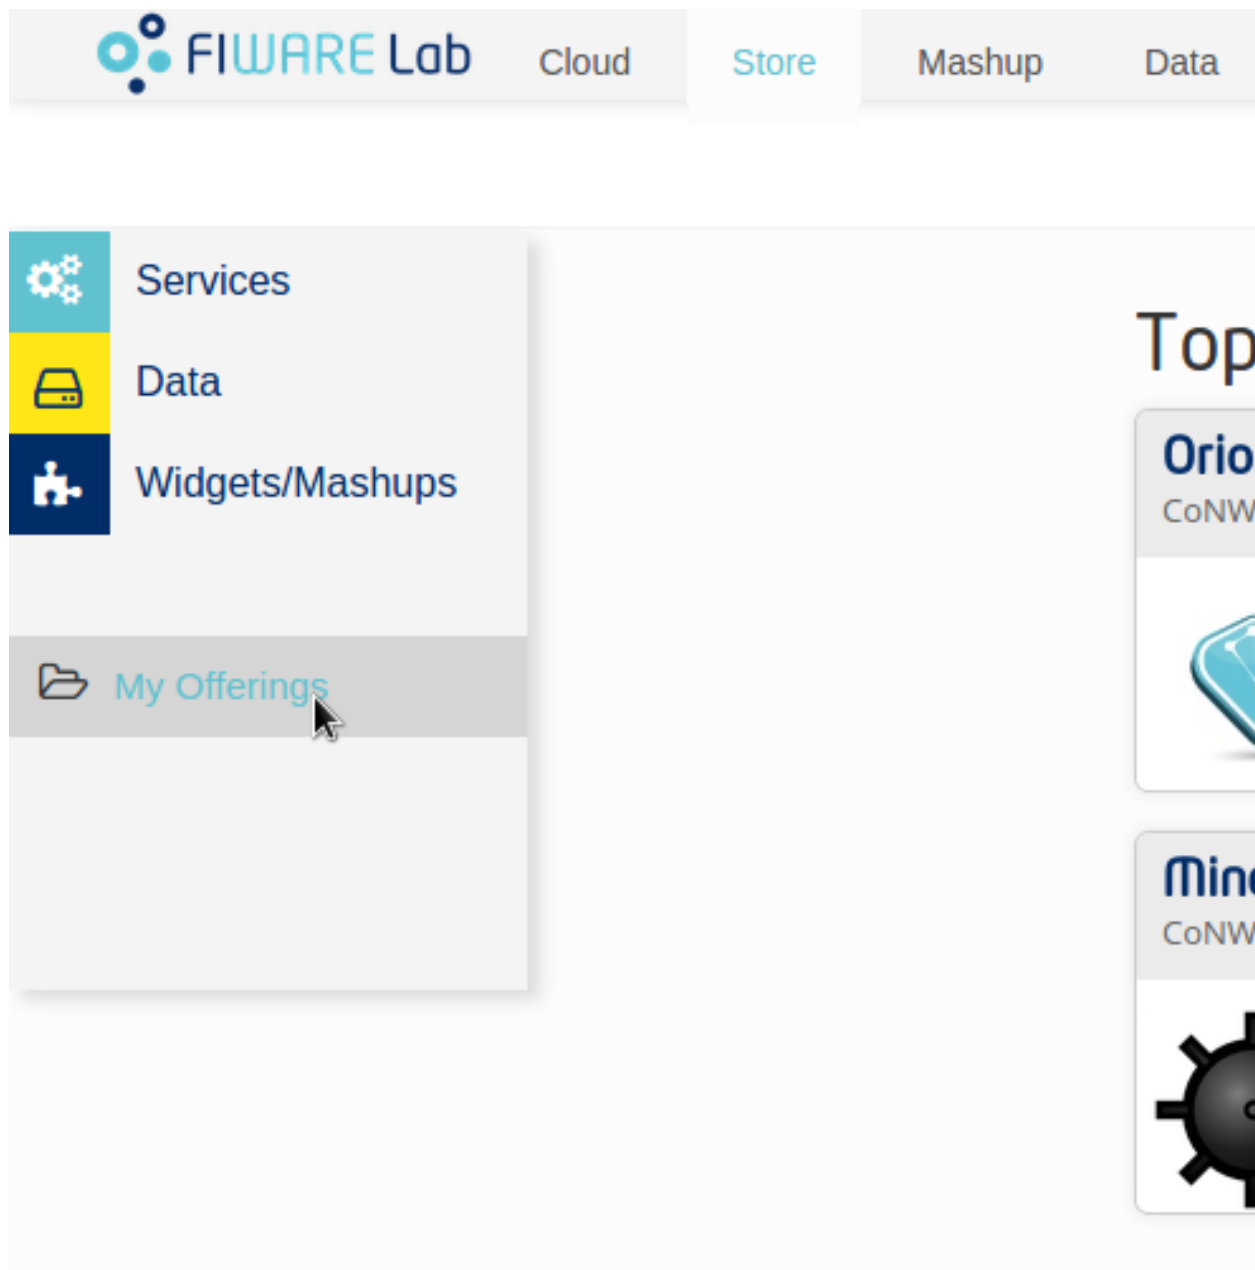 FIWARE Lab Cloud Store Mashup Data
Services
Data
Widgets/Mashups
My Offerings
Top
Orio
CoNW
Min
CoNW